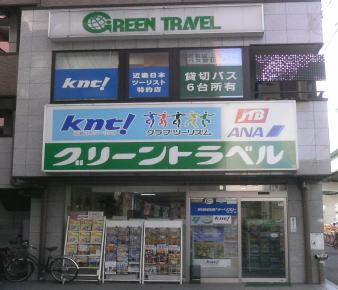 GREEN TRAVEL
knt!
近畿日本
ツーリスト
特約店
貸切バス
6台所有
knt!
クラブツーリズム
JTB
ANA
グリーントラベル
knt!